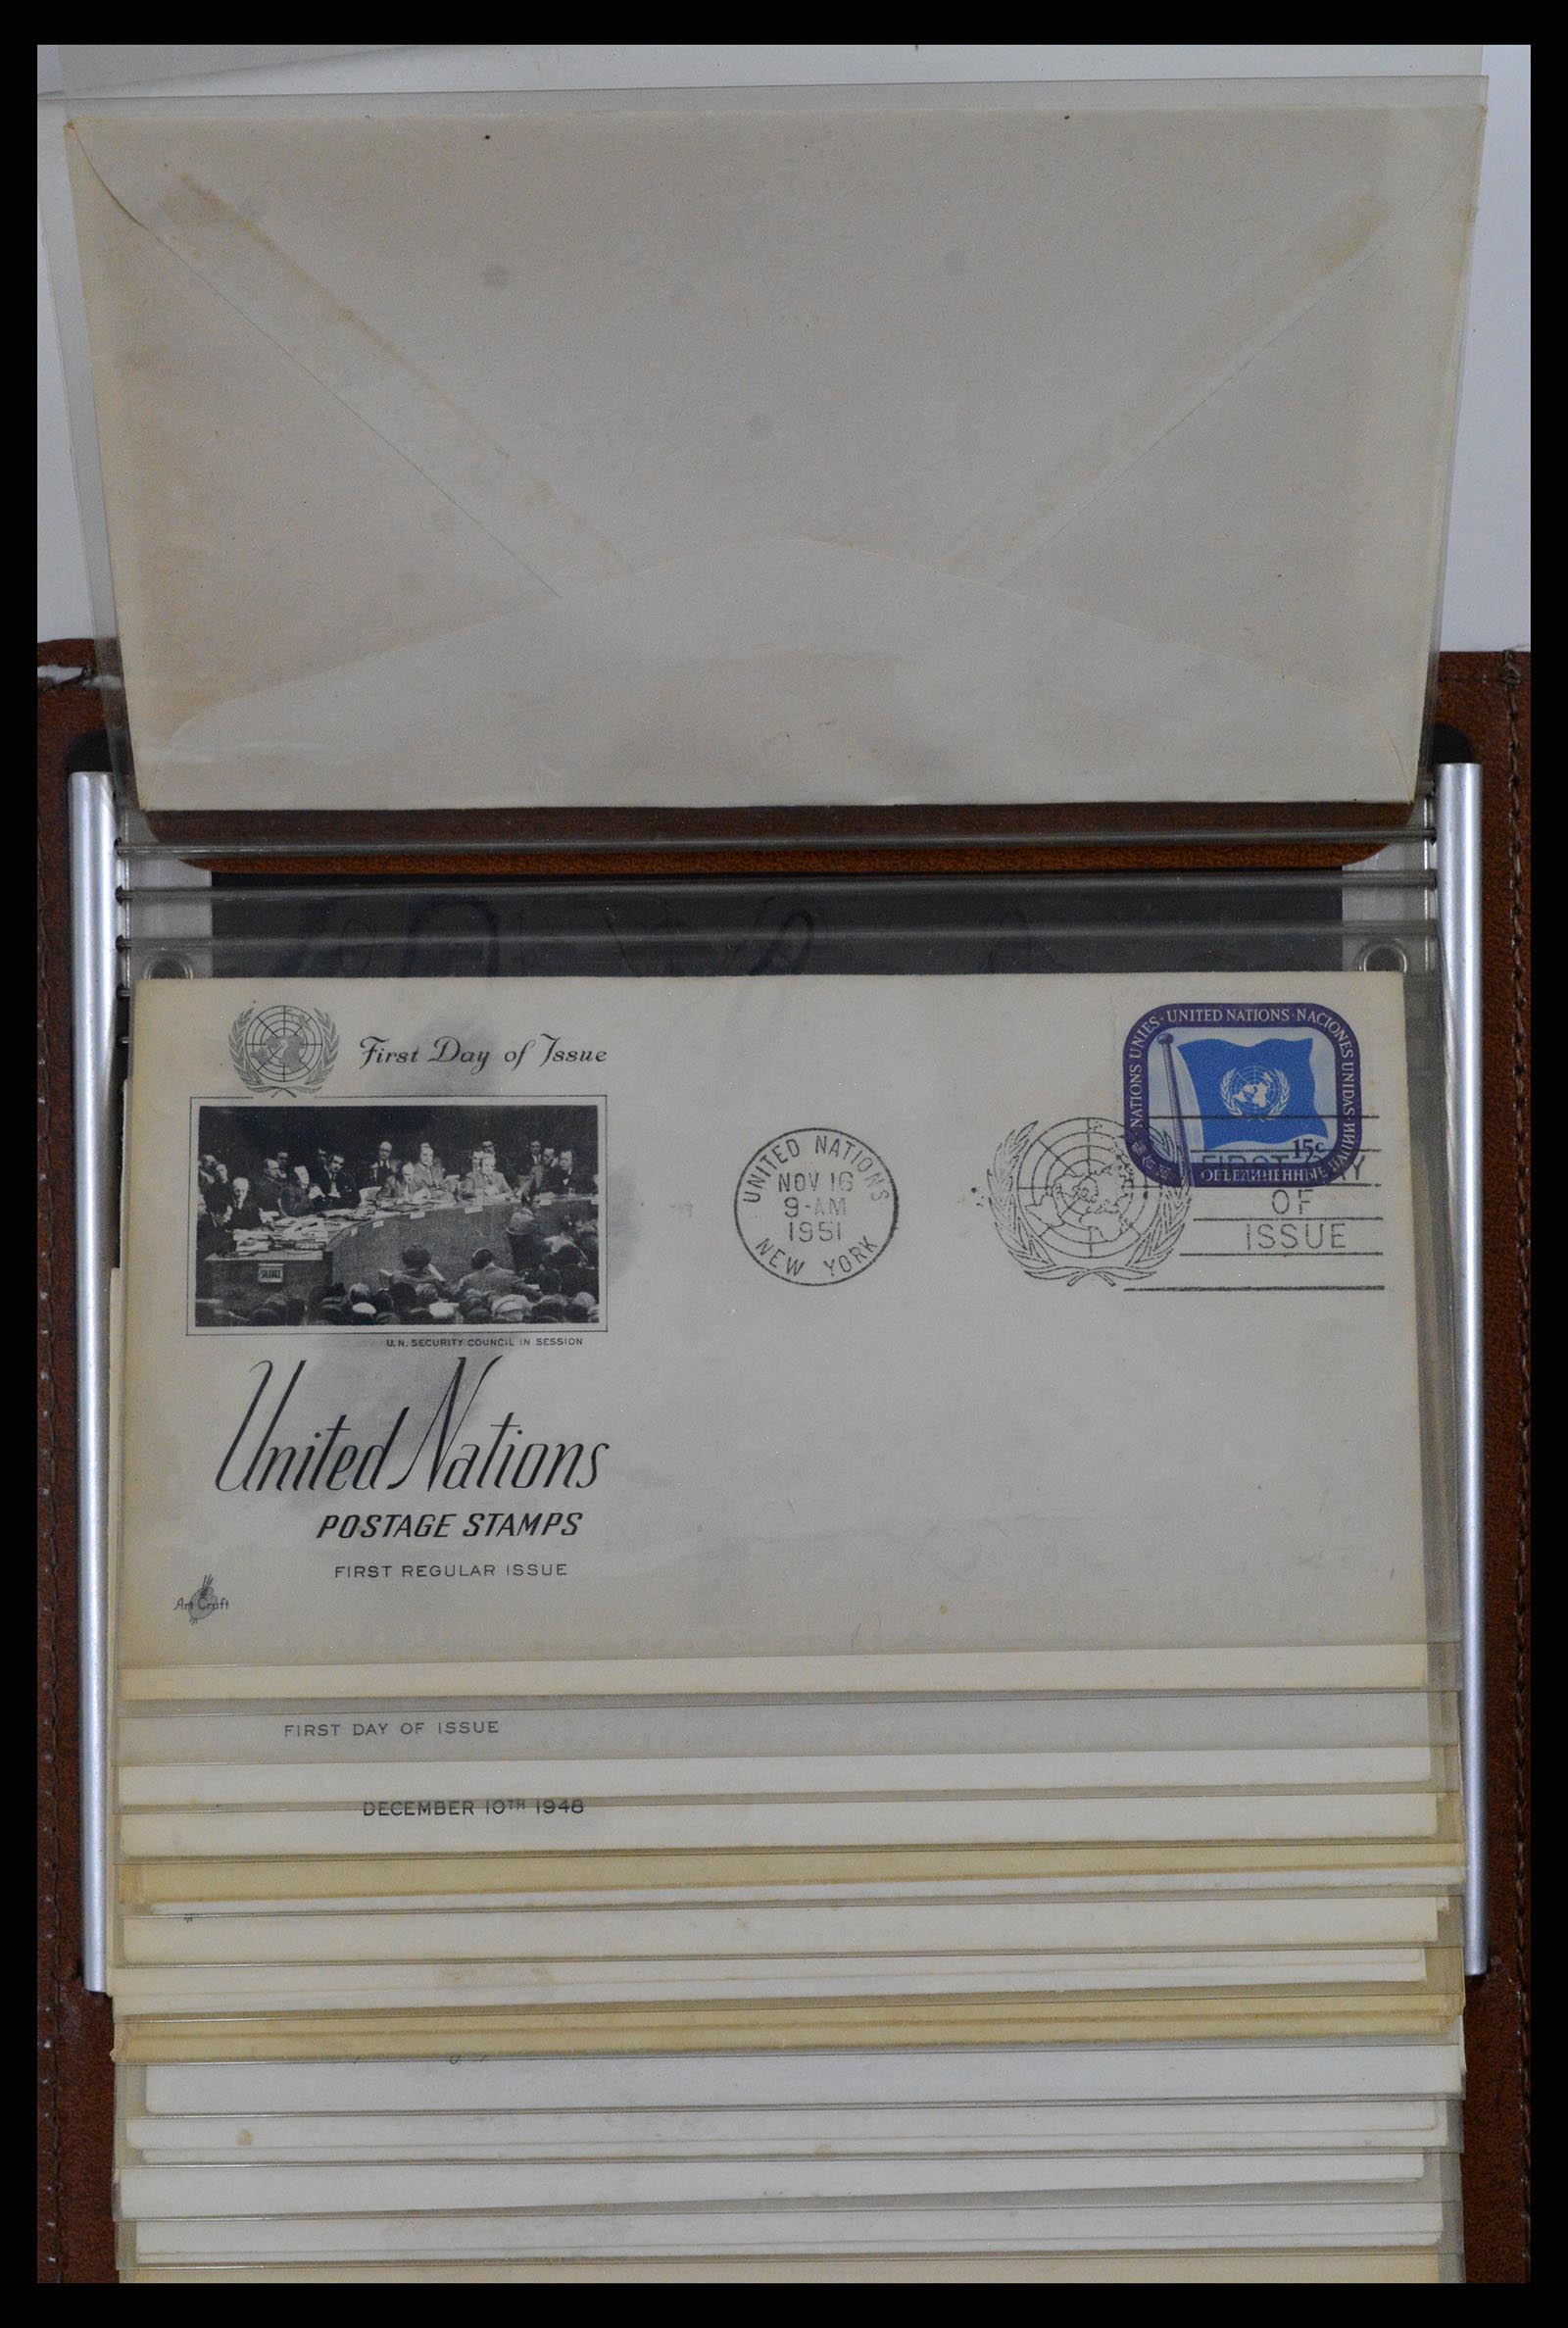 First Day of Issue
U.N. SECURITY COUNCIL IN SESSION
United Nations
POSTAGE STAMPS
FIRST REGULAR ISSUE
Art Craft
UNITED NATIONS
NOV 16
9-AM
1951
NEW YORK
NATIONS UNIES · UNITED NATIONS · NACIONES UNIDAS ·
15c
FIRST DAY
OF
ISSUE
FIRST DAY OF ISSUE
DECEMBER 10TH 1948